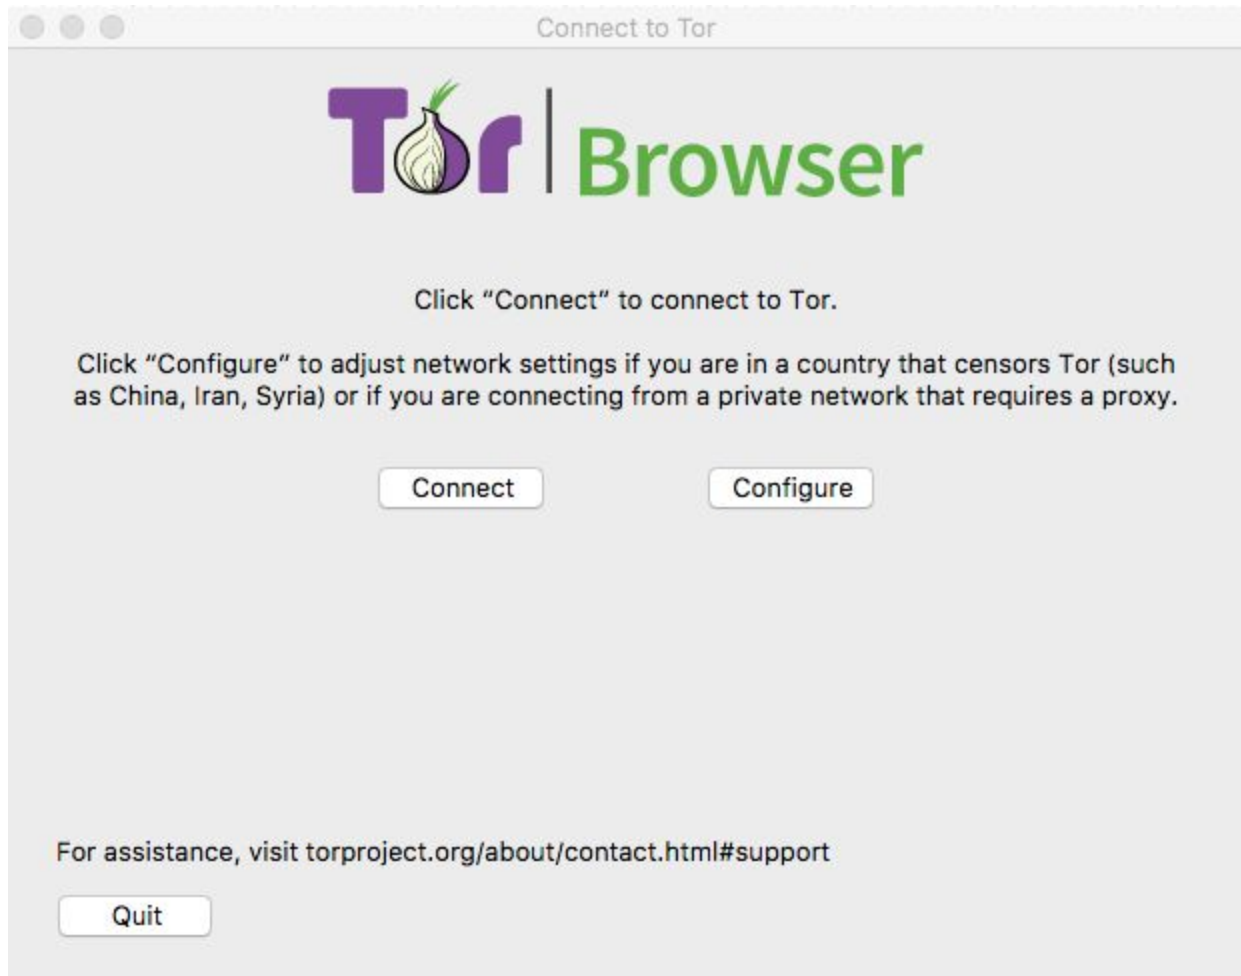 Connect to Tor
Tor | Browser
Click “Connect” to connect to Tor.
Click “Configure” to adjust network settings if you are in a country that censors Tor (such
as China, Iran, Syria) or if you are connecting from a private network that requires a proxy.
Connect Configure
For assistance, visit torproject.org/about/contact.html#support
Quit